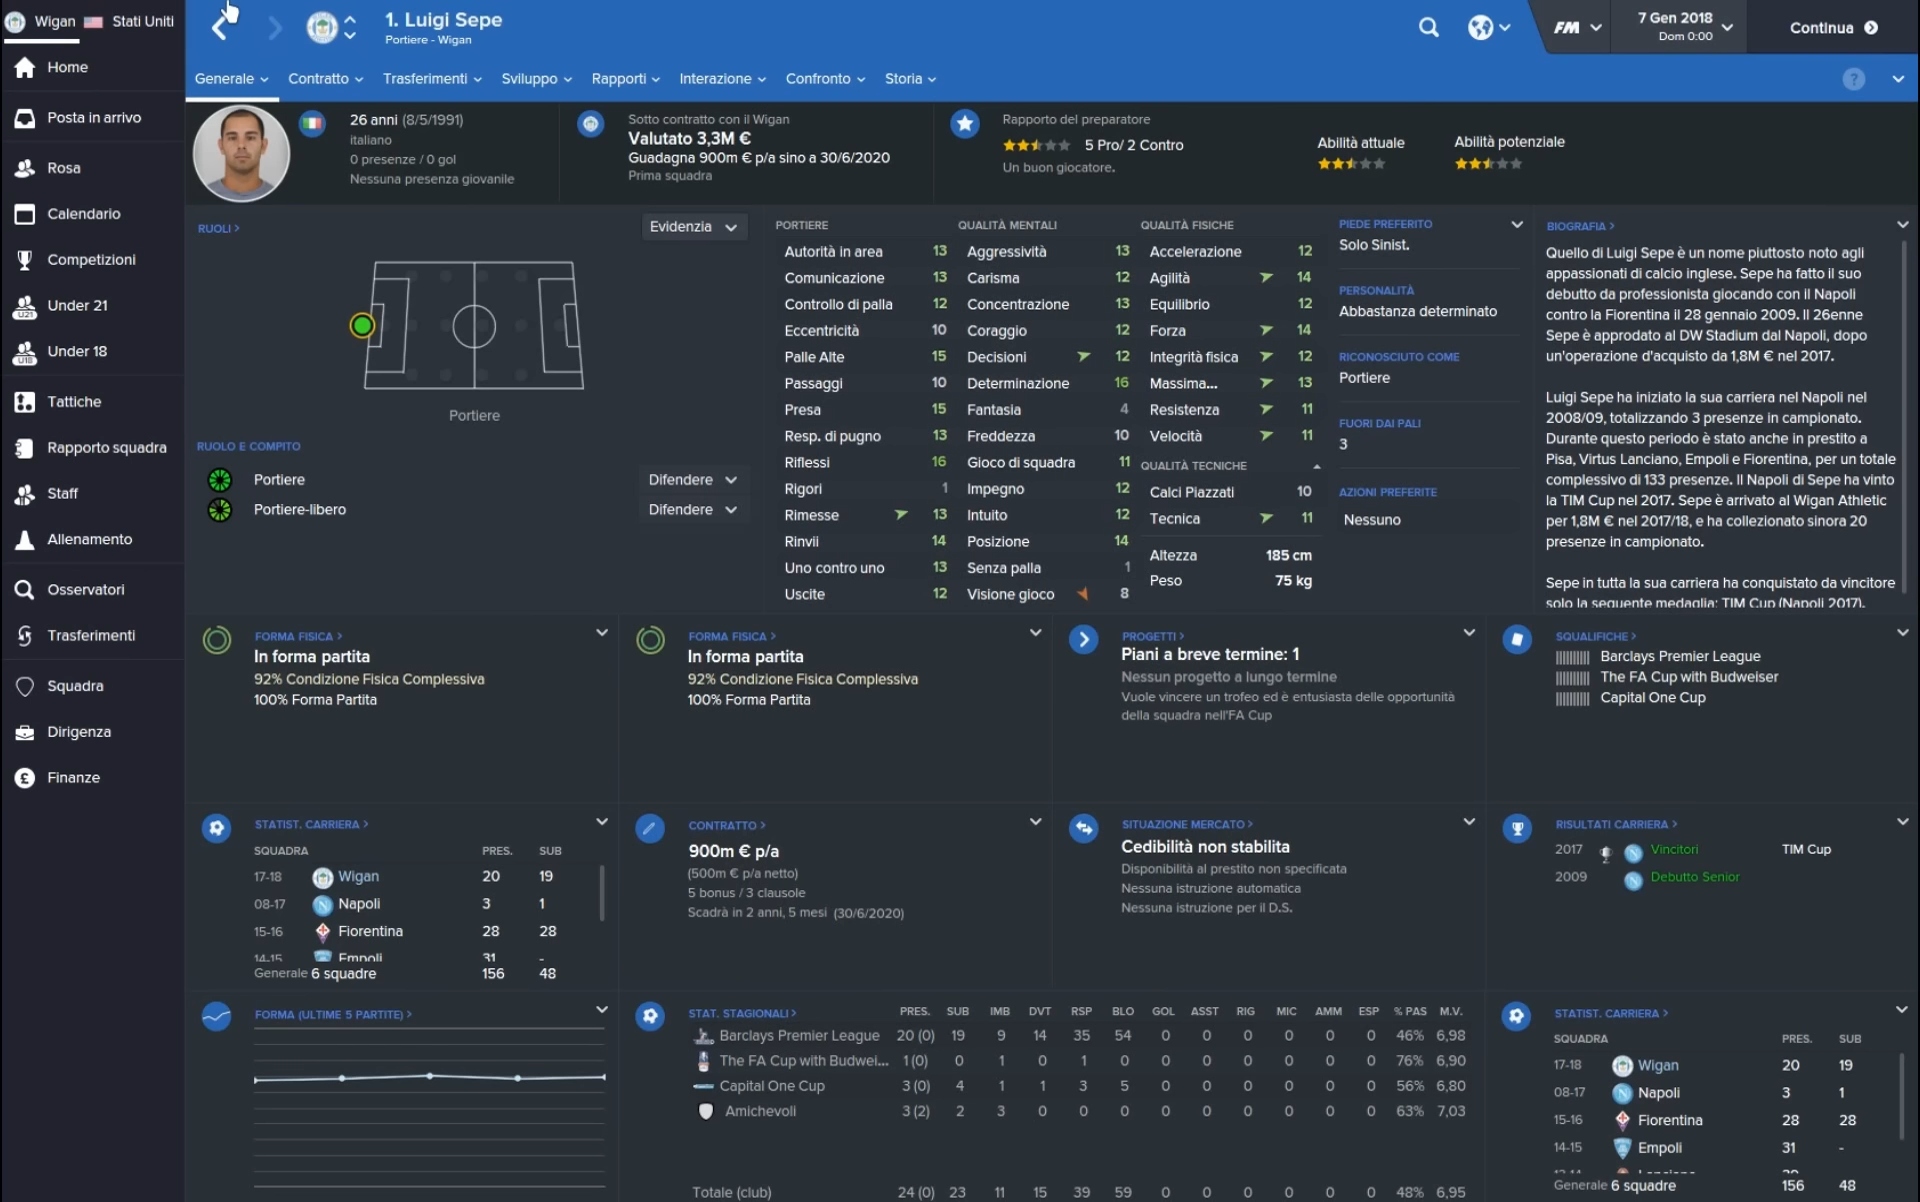 Wigan
Stati Uniti
1. Luigi Sepe
Portiere - Wigan
FM
7 Gen 2018
Dom 0:00
Continua
Home
Posta in arrivo
Rosa
Calendario
Competizioni
U21
Under 21
U18
Under 18
Tattiche
Rapporto squadra
Staff
Allenamento
Osservatori
Trasferimenti
Squadra
Dirigenza
£
Finanze
Generale
Contratto
Trasferimenti
Sviluppo
Rapporti
Interazione
Confronto
Storia
?
26 anni (8/5/1991)
italiano
0 presenze / 0 gol
Nessuna presenza giovanile
Sotto contratto con il Wigan
Valutato 3,3M €
Guadagna 900m € p/a sino a 30/6/2020
Prima squadra
Rapporto del preparatore
5 Pro/ 2 Contro
Un buon giocatore.
Abilità attuale
Abilità potenziale
RUOLI >
Evidenzia
Portiere
RUOLO E COMPITO
Portiere Difendere
Portiere-libero Difendere
PORTIERE
Autorità in area 13
Comunicazione 13
Controllo di palla 12
Eccentricità 10
Palle Alte 15
Passaggi 10
Presa 15
Resp. di pugno 13
Riflessi 16
Rigori 1
Rimesse 13
Rinvii 14
Uno contro uno 13
Uscite 12
QUALITÀ MENTALI
Aggressività 13
Carisma 12
Concentrazione 13
Coraggio 12
Decisioni 12
Determinazione 16
Fantasia 4
Freddezza 10
Gioco di squadra 11
Impegno 12
Intuito 12
Posizione 14
Senza palla 1
Visione gioco 8
QUALITÀ FISICHE
Accelerazione 12
Agilità 14
Equilibrio 12
Forza 14
Integrità fisica 12
Massima... 13
Resistenza 11
Velocità 11
QUALITÀ TECNICHE
Calci Piazzati 10
Tecnica 11
Altezza 185 cm
Peso 75 kg
PIEDE PREFERITO
Solo Sinist.
PERSONALITÀ
Abbastanza determinato
RICONOSCIUTO COME
Portiere
FUORI DAI PALI
3
AZIONI PREFERITE
Nessuno
BIOGRAFIA >
Quello di Luigi Sepe è un nome piuttosto noto agli
appassionati di calcio inglese. Sepe ha fatto il suo
debutto da professionista giocando con il Napoli
contro la Fiorentina il 28 gennaio 2009. Il 26enne
Sepe è approdato al DW Stadium dal Napoli, dopo
un'operazione d'acquisto da 1,8M € nel 2017.
Luigi Sepe ha iniziato la sua carriera nel Napoli nel
2008/09, totalizzando 3 presenze in campionato.
Durante questo periodo è stato anche in prestito a
Pisa, Virtus Lanciano, Empoli e Fiorentina, per un totale
complessivo di 133 presenze. Il Napoli di Sepe ha vinto
la TIM Cup nel 2017. Sepe è arrivato al Wigan Athletic
per 1,8M € nel 2017/18, e ha collezionato sinora 20
presenze in campionato.
Sepe in tutta la sua carriera ha conquistato da vincitore
solo la seguente medaglia: TIM Cup (Napoli 2017).
FORMA FISICA >
In forma partita
92% Condizione Fisica Complessiva
100% Forma Partita
FORMA FISICA >
In forma partita
92% Condizione Fisica Complessiva
100% Forma Partita
PROGETTI >
Piani a breve termine: 1
Nessun progetto a lungo termine
Vuole vincere un trofeo ed è entusiasta delle opportunità
della squadra nell'FA Cup
SQUALIFICHE >
Barclays Premier League
The FA Cup with Budweiser
Capital One Cup
STATIST. CARRIERA >
SQUADRA PRES. SUB
17-18 Wigan 20 19
08-17 Napoli 3 1
15-16 Fiorentina 28 28
14-15 Empoli 31 -
Generale 6 squadre 156 48
CONTRATTO >
900m € p/a
(500m € p/a netto)
5 bonus / 3 clausole
Scadrà in 2 anni, 5 mesi (30/6/2020)
SITUAZIONE MERCATO >
Cedibilità non stabilita
Disponibilità al prestito non specificata
Nessuna istruzione automatica
Nessuna istruzione per il D.S.
RISULTATI CARRIERA >
2017 Vincitori TIM Cup
2009 Debutto Senior
FORMA (ULTIME 5 PARTITE) >
STAT. STAGIONALI > PRES. SUB IMB DVT RSP BLO GOL ASST RIG MIC AMM ESP % PAS M.V.
Barclays Premier League 20 (0) 19 9 14 35 54 0 0 0 0 0 0 46% 6,98
The FA Cup with Budwei... 1 (0) 0 1 0 1 0 0 0 0 0 0 0 76% 6,90
Capital One Cup 3 (0) 4 1 1 3 5 0 0 0 0 0 0 56% 6,80
Amichevoli 3 (2) 2 3 0 0 0 0 0 0 0 0 0 63% 7,03
Totale (club) 24 (0) 23 11 15 39 59 0 0 0 0 0 0 48% 6,95
STATIST. CARRIERA >
SQUADRA PRES. SUB
17-18 Wigan 20 19
08-17 Napoli 3 1
15-16 Fiorentina 28 28
14-15 Empoli 31 -
Generale 6 squadre 156 48